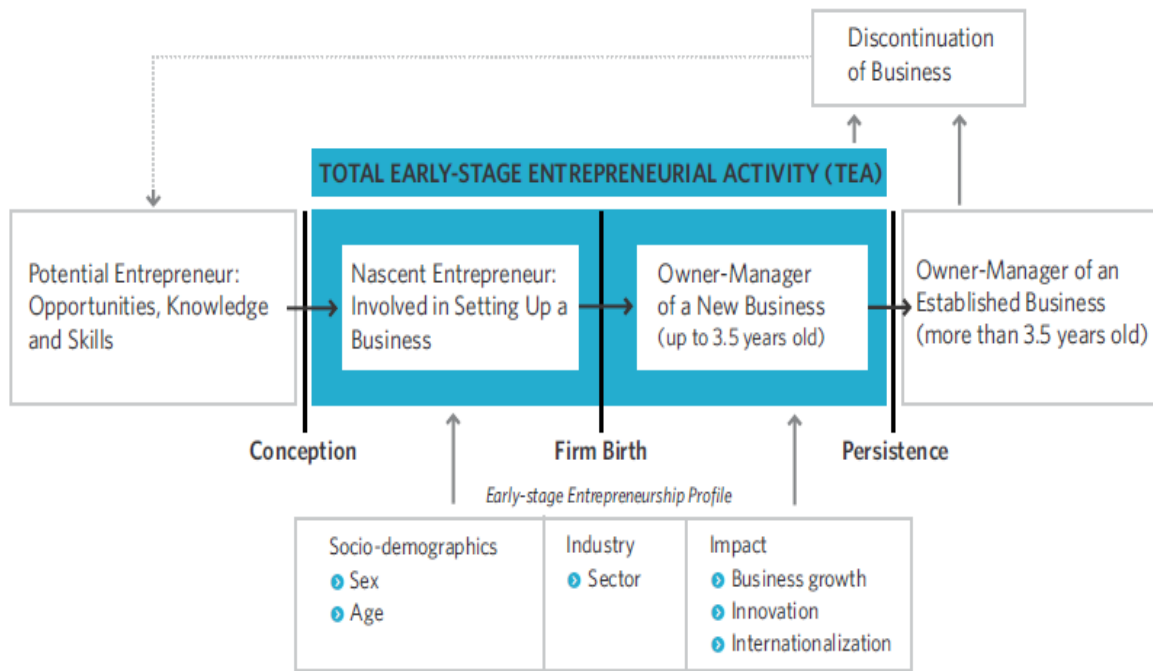 Discontinuation
of Business
TOTAL EARLY-STAGE ENTREPRENEURIAL ACTIVITY (TEA)
Potential Entrepreneur:
Opportunities, Knowledge
and Skills
Nascent Entrepreneur:
Involved in Setting Up a
Business
Owner-Manager
of a New Business
(up to 3.5 years old)
Owner-Manager of an
Established Business
(more than 3.5 years old)
Conception
Firm Birth
Persistence
Early-stage Entrepreneurship Profile
Socio-demographics
Sex
Age
Industry
Sector
Impact
Business growth
Innovation
Internationalization